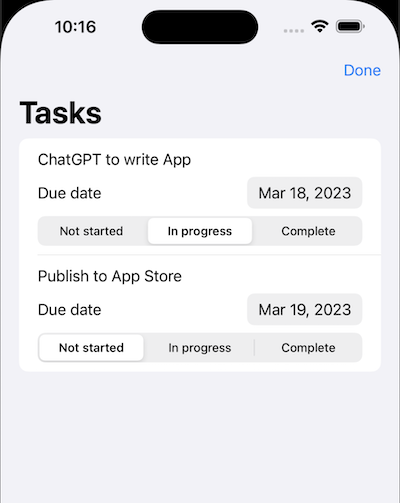 10:16
Done
Tasks
ChatGPT to write App
Due date Mar 18, 2023
Not started In progress Complete
Publish to App Store
Due date Mar 19, 2023
Not started In progress Complete